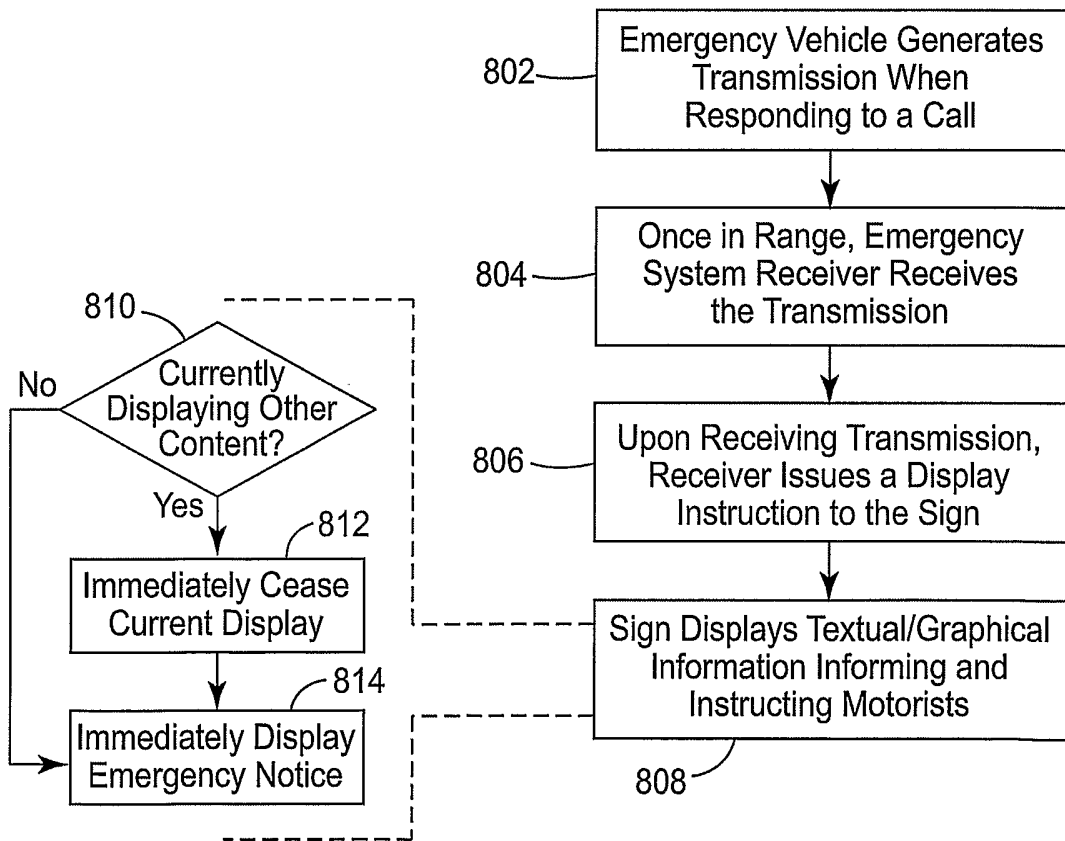 802
Emergency Vehicle Generates
Transmission When
Responding to a Call
804
Once in Range, Emergency
System Receiver Receives
the Transmission
806
Upon Receiving Transmission,
Receiver Issues a Display
Instruction to the Sign
Sign Displays Textual/Graphical
Information Informing and
Instructing Motorists
808
810
Currently
Displaying Other
Content?
No
Yes
812
Immediately Cease
Current Display
814
Immediately Display
Emergency Notice